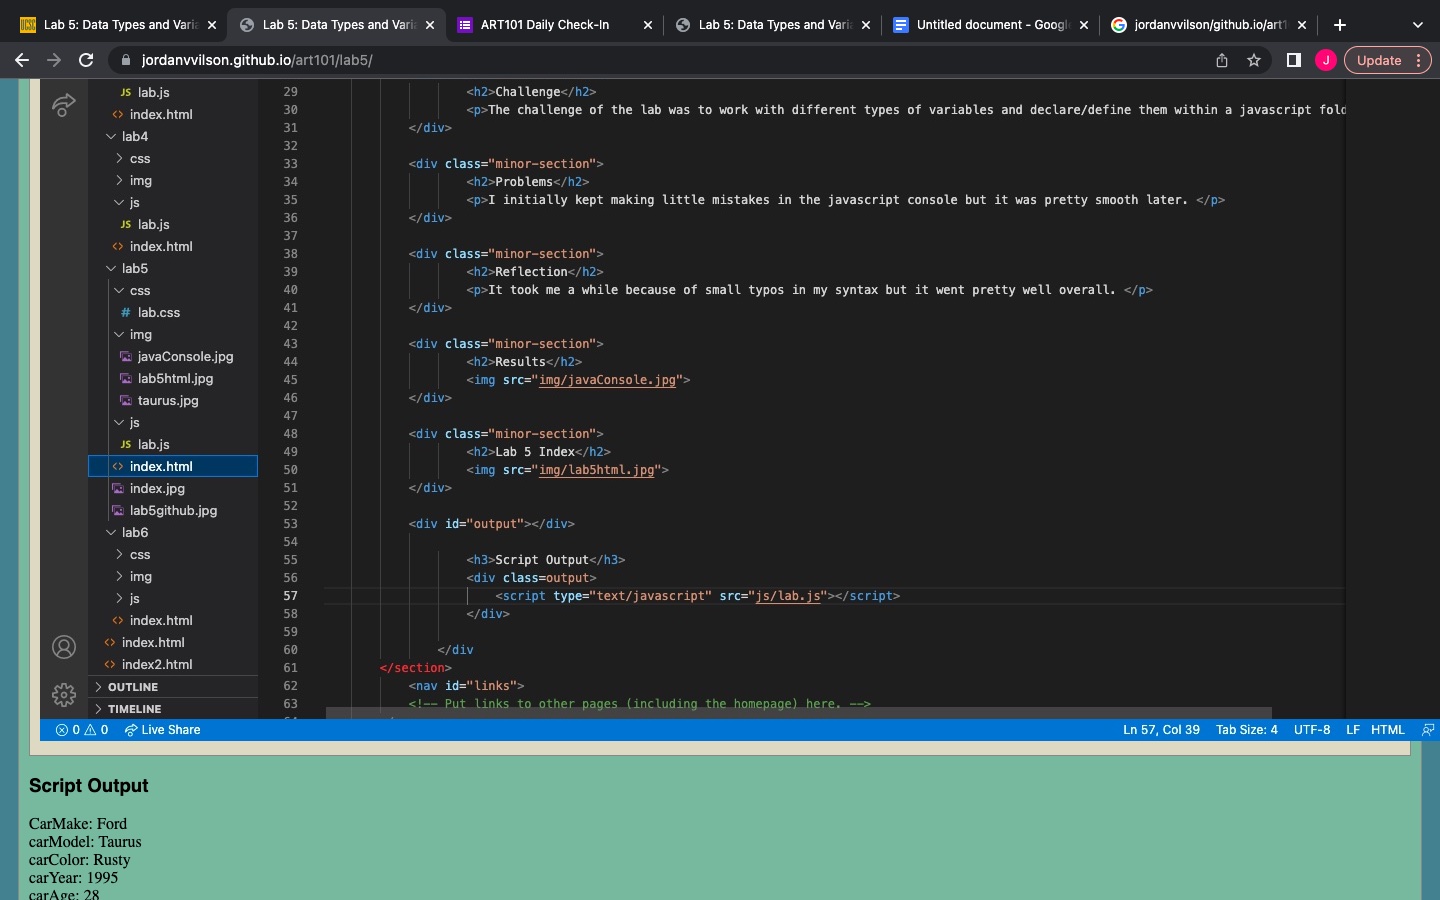 Lab 5: Data Types and Varia
Lab 5: Data Types and Varia
ART101 Daily Check-In
Lab 5: Data Types and Varia
Untitled document - Google
jordanvvilson/github.io/art1
jordanvvilson.github.io/art101/lab5/
J
Update
JS lab.js
<> index.html
lab4
css
img
js
JS lab.js
<> index.html
lab5
css
# lab.css
img
javaConsole.jpg
lab5html.jpg
taurus.jpg
js
JS lab.js
<> index.html
index.jpg
lab5github.jpg
lab6
css
img
js
<> index.html
<> index.html
<> index2.html
OUTLINE
TIMELINE
29 <h2>Challenge</h2>
30 <p>The challenge of the lab was to work with different types of variables and declare/define them within a javascript fold
31 </div>
32
33 <div class="minor-section">
34 <h2>Problems</h2>
35 <p>I initially kept making little mistakes in the javascript console but it was pretty smooth later. </p>
36 </div>
37
38 <div class="minor-section">
39 <h2>Reflection</h2>
40 <p>It took me a while because of small typos in my syntax but it went pretty well overall. </p>
41 </div>
42
43 <div class="minor-section">
44 <h2>Results</h2>
45 <img src="img/javaConsole.jpg">
46 </div>
47
48 <div class="minor-section">
49 <h2>Lab 5 Index</h2>
50 <img src="img/lab5html.jpg">
51 </div>
52
53 <div id="output"></div>
54
55 <h3>Script Output</h3>
56 <div class=output>
57 <script type="text/javascript" src="js/lab.js"></script>
58 </div>
59
60 </div
61 </section>
62 <nav id="links">
63 <!-- Put links to other pages (including the homepage) here. -->
0 0 Live Share
Ln 57, Col 39 Tab Size: 4 UTF-8 LF HTML
Script Output
CarMake: Ford
carModel: Taurus
carColor: Rusty
carYear: 1995
carAge: 28